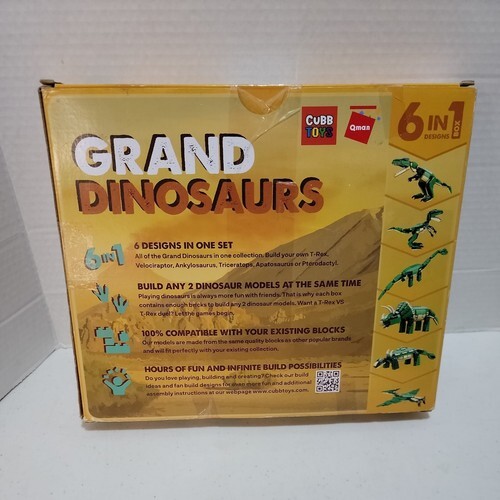 CUBB
TOYS
Qman
6 IN 1
DESIGNS
BOX
GRAND
DINOSAURS
6 IN 1
6 DESIGNS IN ONE SET
All of the Grand Dinosaurs in one collection. Build your own T-Rex,
Velociraptor, Ankylosaurus, Triceratops, Apatosaurus or Pterodactyl.
BUILD ANY 2 DINOSAUR MODELS AT THE SAME TIME
Playing dinosaurs is always more fun with friends. That is why each box
contains enough bricks to build any 2 dinosaur models. Want a T-Rex VS
T-Rex duel? Let the games begin.
100% COMPATIBLE WITH YOUR EXISTING BLOCKS
Our models are made from the same quality blocks as other popular brands
and will fit perfectly with your existing collection.
HOURS OF FUN AND INFINITE BUILD POSSIBILITIES
Do you love playing, building and creating? Check our build
ideas and fan build designs for even more fun and additional
assembly instructions at our webpage www.cubbtoys.com.